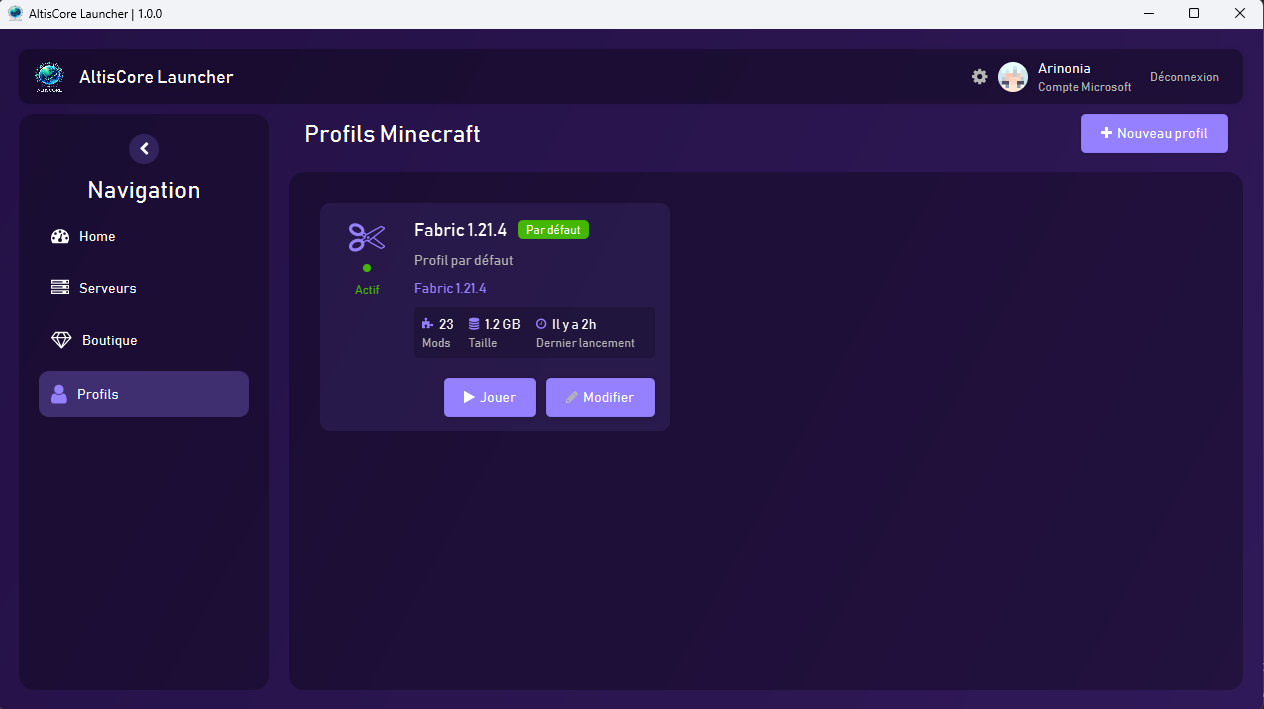 AltisCore Launcher | 1.0.0
AltisCore Launcher
Arinonia
Compte Microsoft
Déconnexion
Navigation
Home
Serveurs
Boutique
Profils
Profils Minecraft
Nouveau profil
Fabric 1.21.4 Par défaut
Profil par défaut
Actif
Fabric 1.21.4
23 1.2 GB Il y a 2h
Mods Taille Dernier lancement
Jouer Modifier